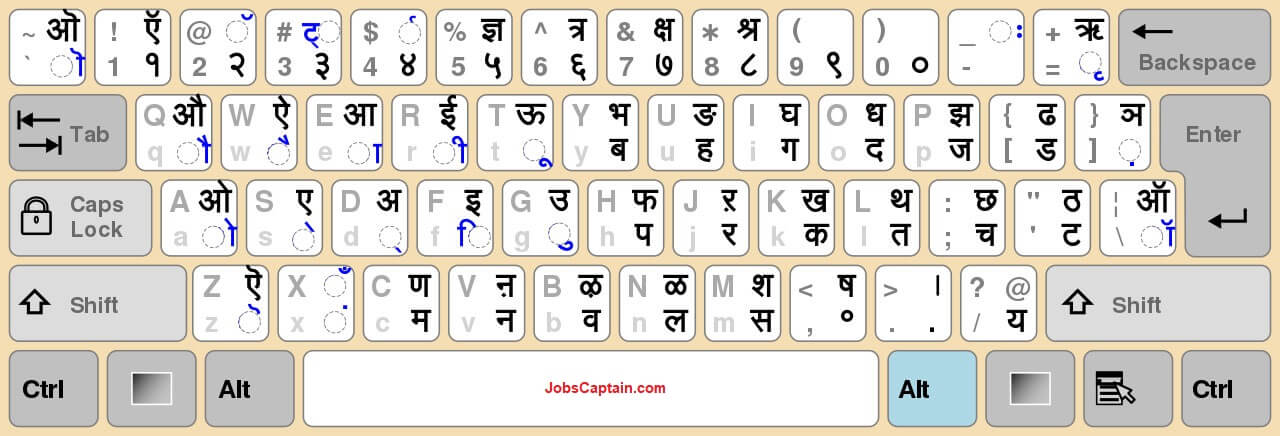 ~ ऒ ! ऍ @ ॅ # ्र $ र् % ज्ञ ^ त्र & क्ष * श्र ( ) _ ः + ऋ
` ॊ 1 १ 2 २ 3 ३ 4 ४ 5 ५ 6 ६ 7 ७ 8 ८ 9 ९ 0 ० - = ृ Backspace
Tab Q औ W ऐ E आ R ई T ऊ Y भ U ङ I घ O ध P झ { ढ } ञ Enter
q ौ w ै e ा r ी t ू y ब u ह i ग o द p ज [ ड ] ़
Caps A ओ S ए D अ F इ G उ H फ J ऱ K ख L थ : छ " ठ ¦ ऑ
Lock a ो s े d ् f ि g ु h प j र k क l त ; च ' ट \ ॉ
Shift Z ऎ X ँ C ण V ऩ B ऴ N ळ M श < ष > । ? @ Shift
z ॆ x ं c म v न b व n ल m स , ॰ . . / य
Ctrl Alt JobsCaptain.com Alt Ctrl